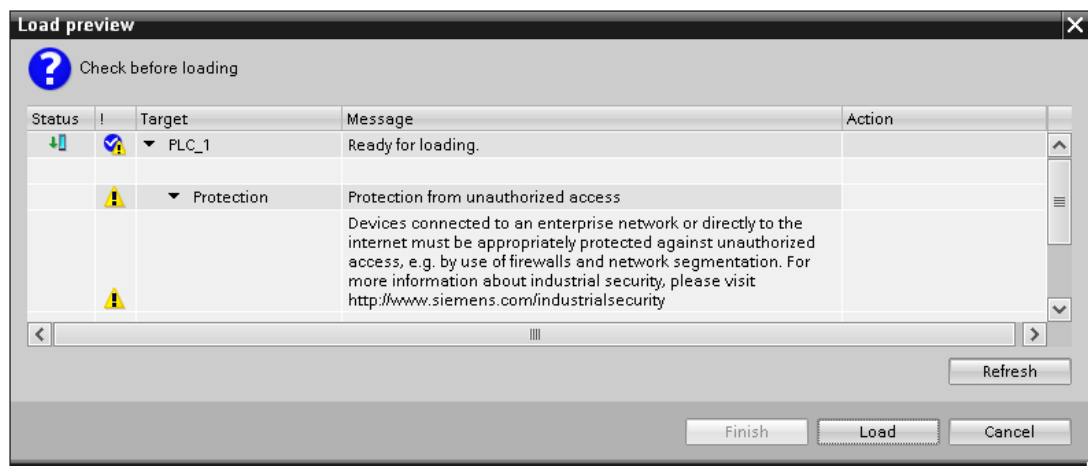 Load preview
Check before loading
Status ! Target Message Action
PLC_1 Ready for loading.
Protection Protection from unauthorized access
Devices connected to an enterprise network or directly to the
internet must be appropriately protected against unauthorized
access, e.g. by use of firewalls and network segmentation. For
more information about industrial security, please visit
http://www.siemens.com/industrialsecurity
Refresh
Finish Load Cancel